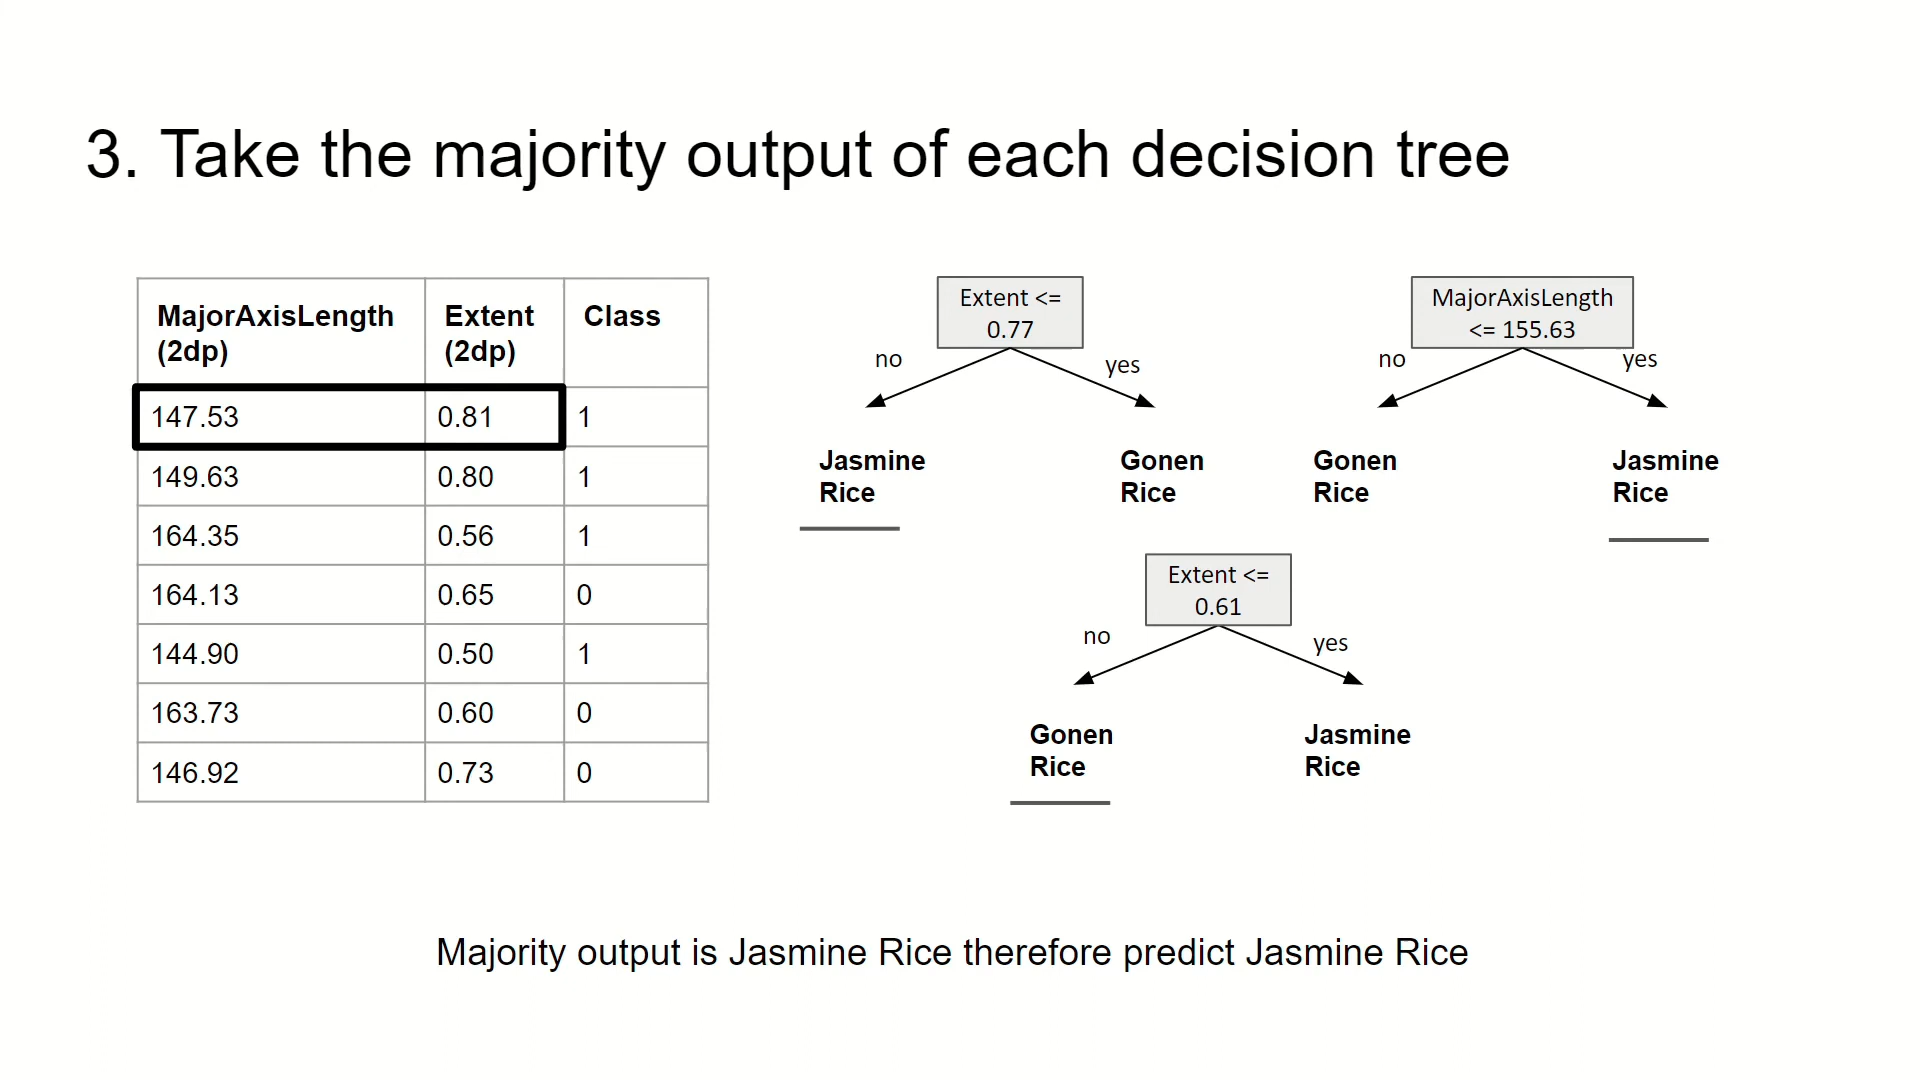 3. Take the majority output of each decision tree
MajorAxisLength (2dp) Extent (2dp) Class
147.53 0.81 1
149.63 0.80 1
164.35 0.56 1
164.13 0.65 0
144.90 0.50 1
163.73 0.60 0
146.92 0.73 0
Extent <=
0.77
no
yes
Jasmine
Rice
Gonen
Rice
MajorAxisLength
<= 155.63
no
yes
Gonen
Rice
Jasmine
Rice
Extent <=
0.61
no
yes
Gonen
Rice
Jasmine
Rice
Majority output is Jasmine Rice therefore predict Jasmine Rice